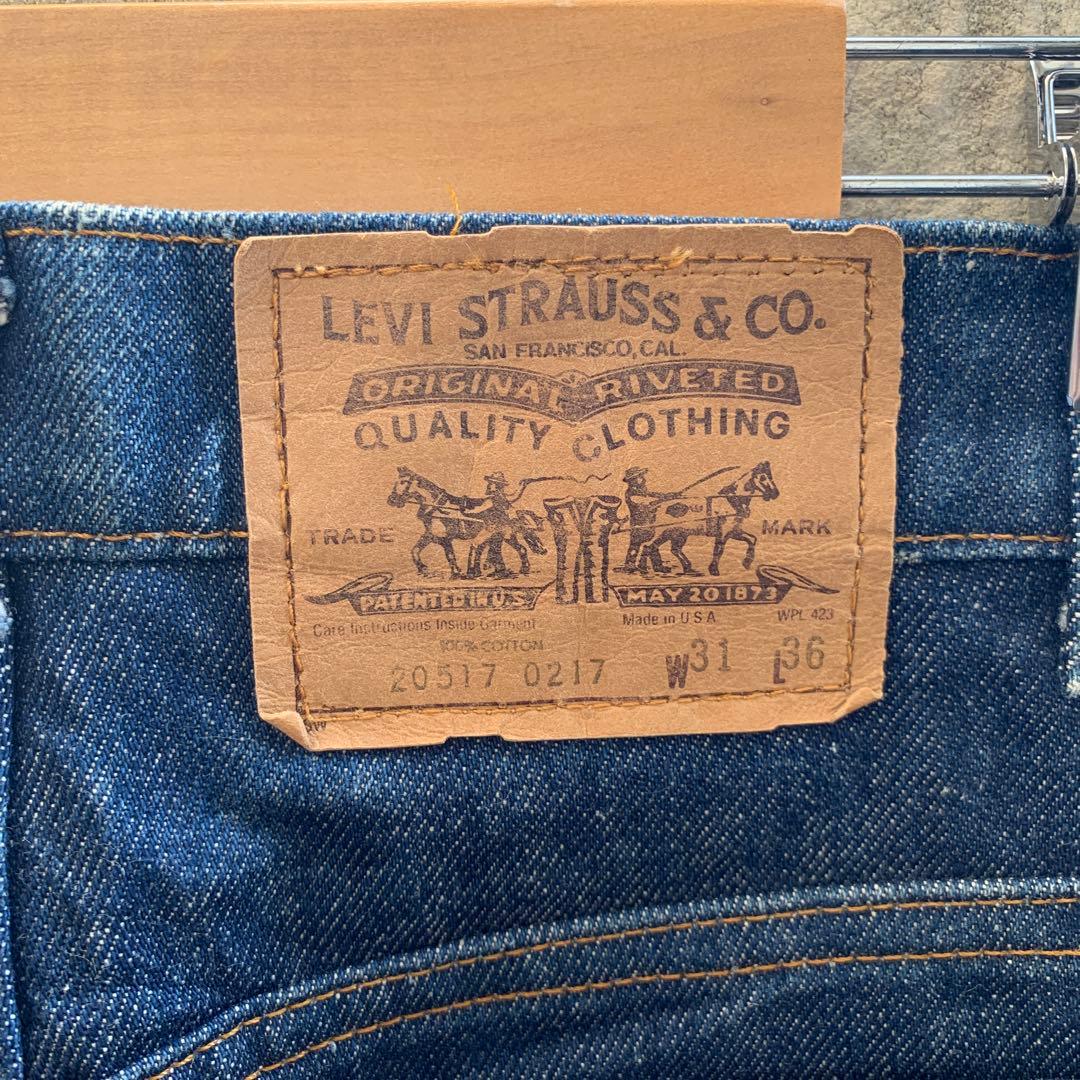 LEVI STRAUSS & CO.
SAN FRANCISCO, CAL.
ORIGINAL RIVETED
QUALITY CLOTHING
TRADE MARK
PATENTED IN U.S. MAY 20 1873
Care Instructions Inside Garment Made in U S A WPL 423
100% COTTON
20517 0217 W31 L36